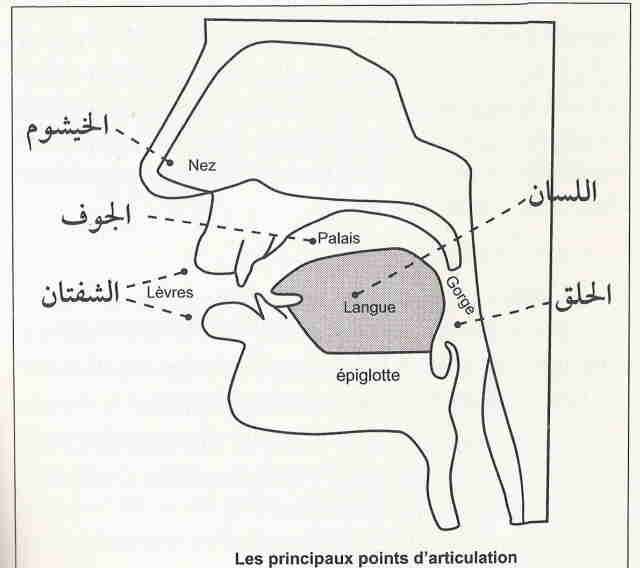 الخيشوم
Nez
اللسان
الجوف
Palais
الشفتان
Lèvres
Langue
Gorge
الحلق
épiglotte
Les principaux points d'articulation